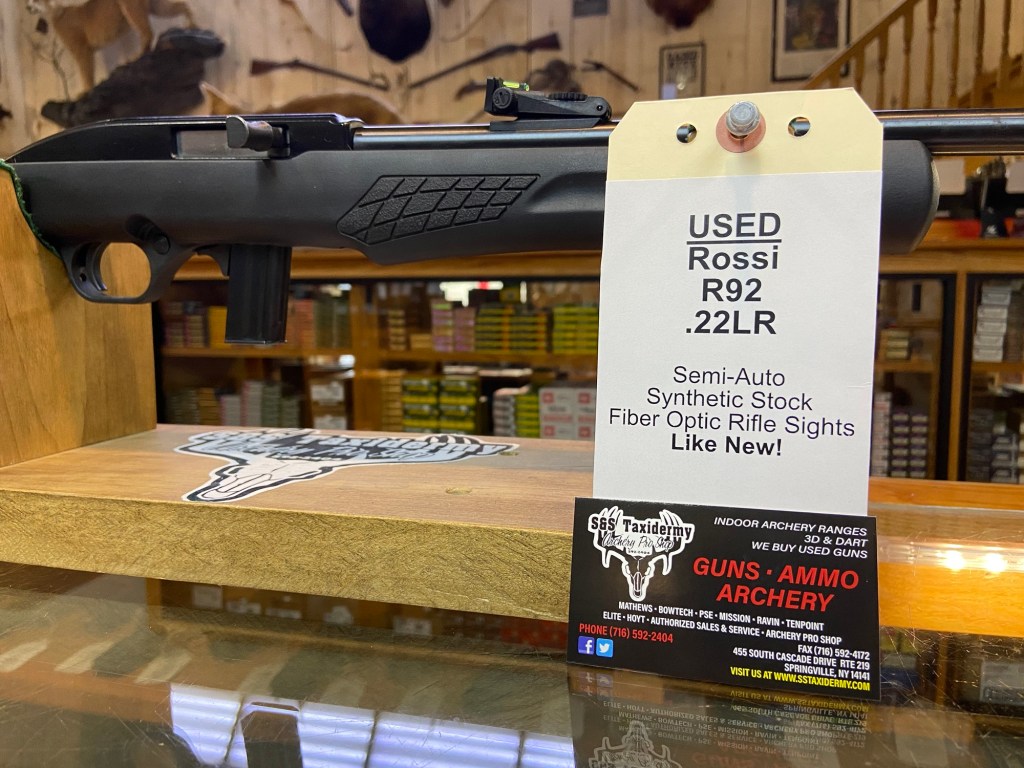 USED
Rossi
R92
.22LR
Semi-Auto
Synthetic Stock
Fiber Optic Rifle Sights
Like New!
S&S Taxidermy
Archery Pro Shop
INDOOR ARCHERY RANGES
3D & DART
WE BUY USED GUNS
GUNS · AMMO
ARCHERY
MATHEWS · BOWTECH · PSE · MISSION · RAVIN · TENPOINT
ELITE · HOYT · AUTHORIZED SALES & SERVICE · ARCHERY PRO SHOP
PHONE (716) 592-2404
FAX (716) 592-4172
455 SOUTH CASCADE DRIVE RTE 219
SPRINGVILLE, NY 14141
VISIT US AT WWW.SSTAXIDERMY.COM